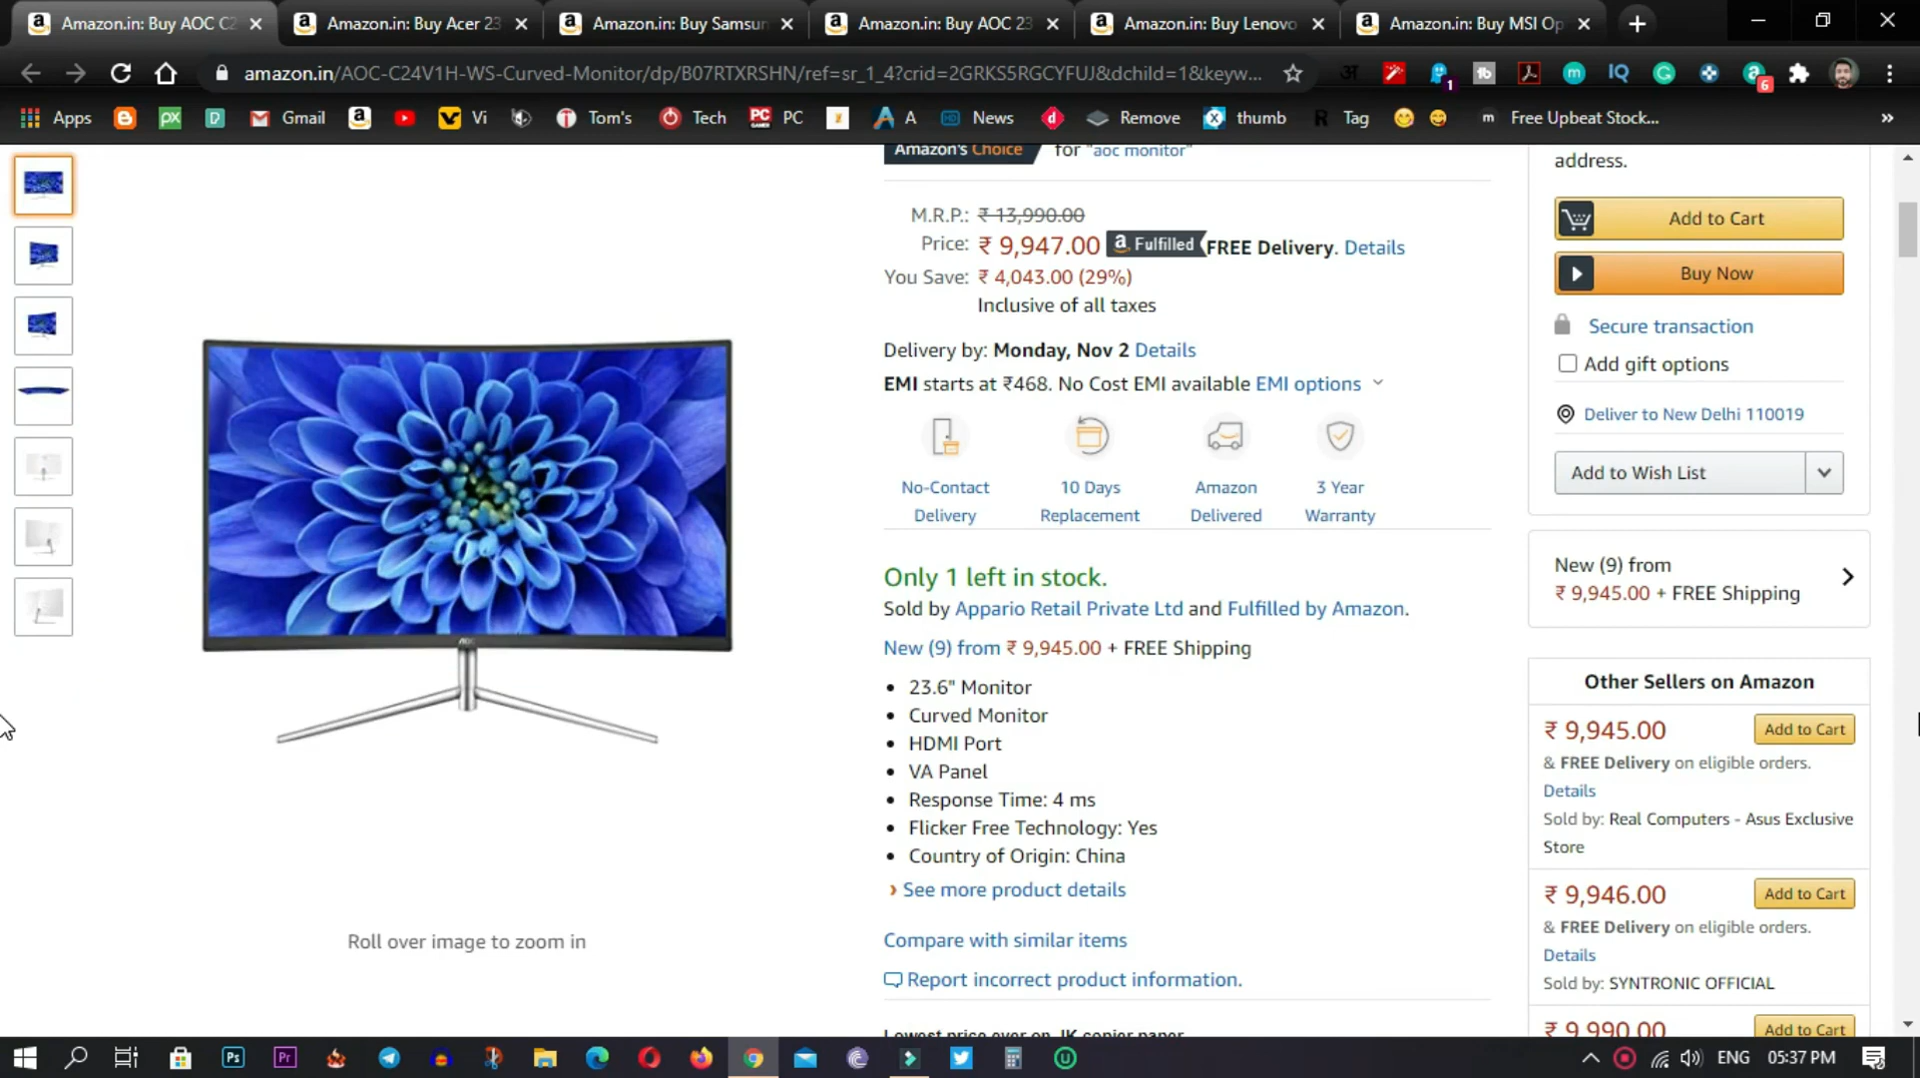 Amazon.in: Buy AOC C2
Amazon.in: Buy Acer 23
Amazon.in: Buy Samsun
Amazon.in: Buy AOC 23
Amazon.in: Buy Lenovo
Amazon.in: Buy MSI Op
amazon.in/AOC-C24V1H-WS-Curved-Monitor/dp/B07RTXRSHN/ref=sr_1_4?crid=2GRKS5RGCYFUJ&dchild=1&keyw...
Apps Gmail Vi Tom's Tech PC A News Remove thumb Tag Free Upbeat Stock... »
Amazon's Choice for "aoc monitor"
M.R.P.: ₹ 13,990.00
Price: ₹ 9,947.00 Fulfilled FREE Delivery. Details
You Save: ₹ 4,043.00 (29%)
Inclusive of all taxes
Delivery by: Monday, Nov 2 Details
EMI starts at ₹468. No Cost EMI available EMI options
No-Contact Delivery
10 Days Replacement
Amazon Delivered
3 Year Warranty
Only 1 left in stock.
Sold by Appario Retail Private Ltd and Fulfilled by Amazon.
New (9) from ₹ 9,945.00 + FREE Shipping
• 23.6" Monitor
• Curved Monitor
• HDMI Port
• VA Panel
• Response Time: 4 ms
• Flicker Free Technology: Yes
• Country of Origin: China
› See more product details
Compare with similar items
Report incorrect product information.
Roll over image to zoom in
AOC
address.
Add to Cart
Buy Now
Secure transaction
Add gift options
Deliver to New Delhi 110019
Add to Wish List
New (9) from
₹ 9,945.00 + FREE Shipping
Other Sellers on Amazon
₹ 9,945.00 Add to Cart
& FREE Delivery on eligible orders.
Details
Sold by: Real Computers - Asus Exclusive
Store
₹ 9,946.00 Add to Cart
& FREE Delivery on eligible orders.
Details
Sold by: SYNTRONIC OFFICIAL
₹ 9,990.00 Add to Cart
ENG 05:37 PM